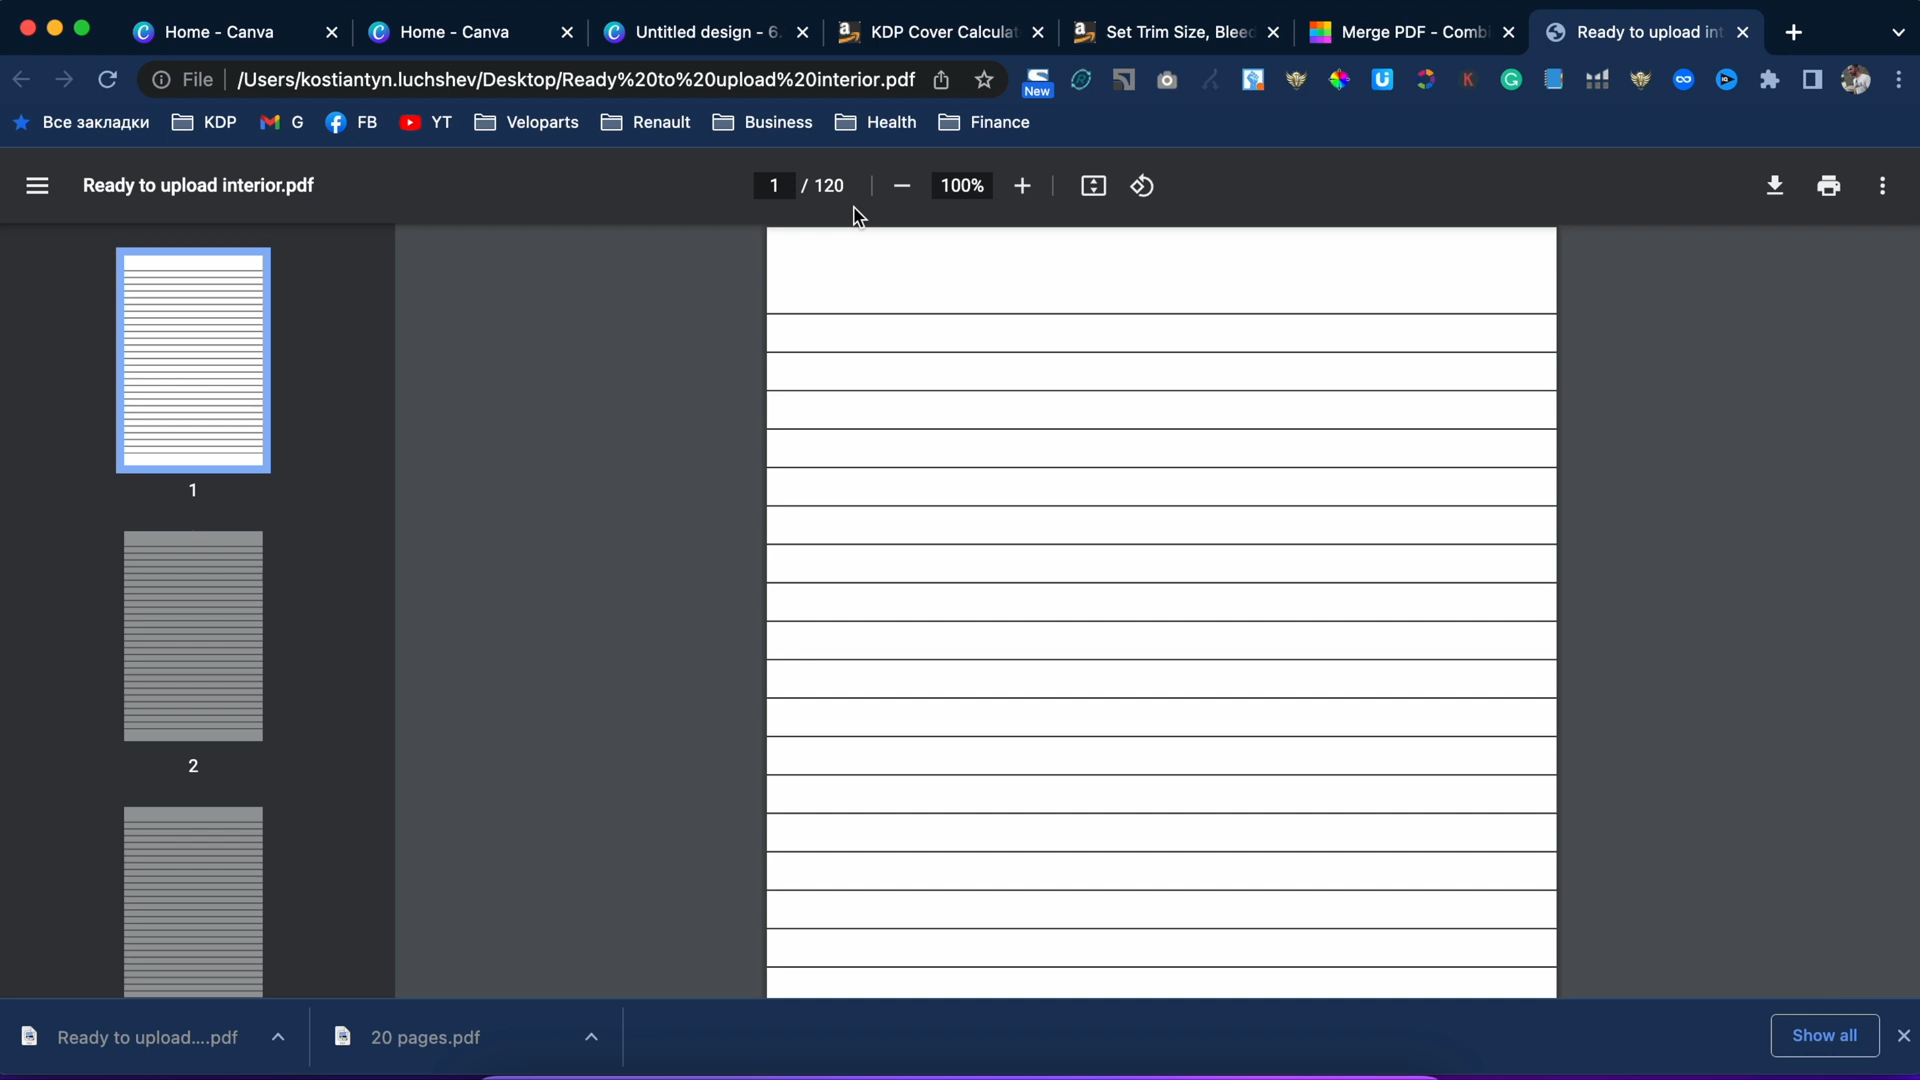 Home - Canva
Home - Canva
Untitled design - 6.
KDP Cover Calculat
Set Trim Size, Bleed
Merge PDF - Combi
Ready to upload int
File
/Users/kostiantyn.luchshev/Desktop/Ready%20to%20upload%20interior.pdf
New
Все закладки
KDP
G
FB
YT
Veloparts
Renault
Business
Health
Finance
Ready to upload interior.pdf
1 / 120
100%
1
2
Ready to upload....pdf
20 pages.pdf
Show all